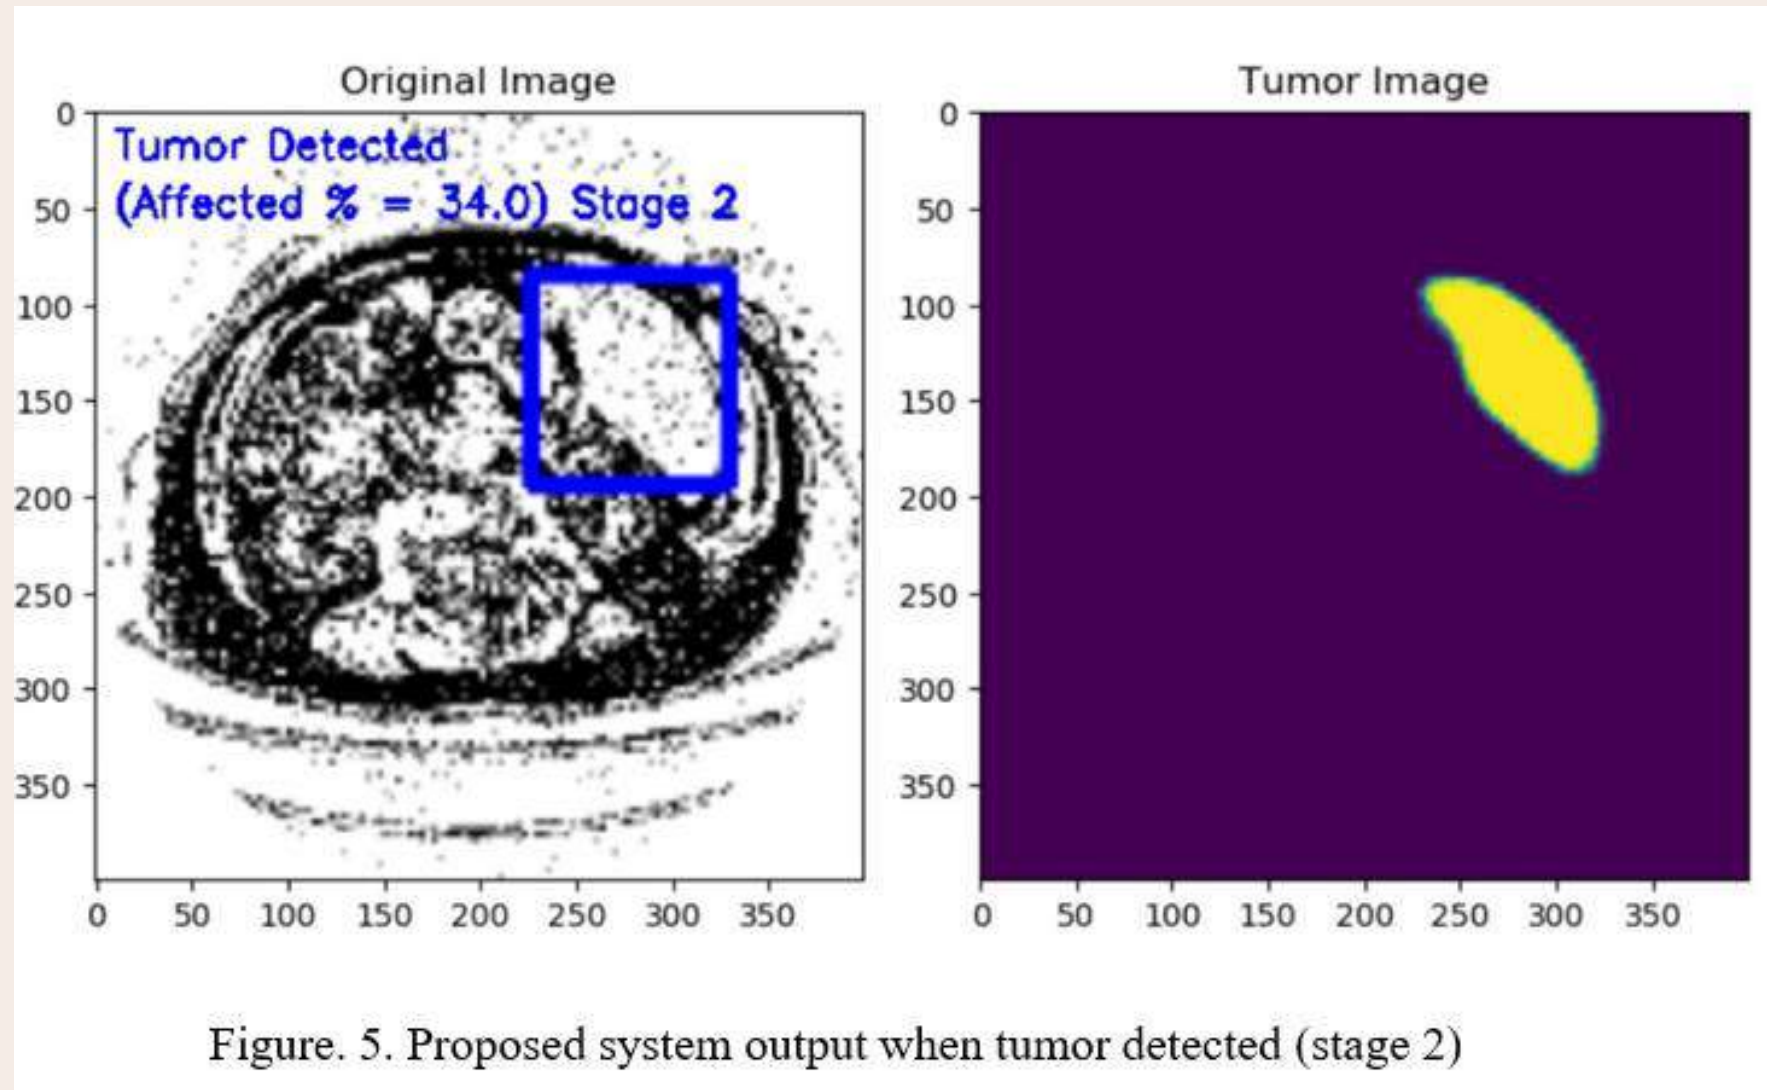 Original Image
Tumor Detected
(Affected % = 34.0) Stage 2
0
50
100
150
200
250
300
350
0 50 100 150 200 250 300 350
Tumor Image
0
50
100
150
200
250
300
350
0 50 100 150 200 250 300 350
Figure. 5. Proposed system output when tumor detected (stage 2)